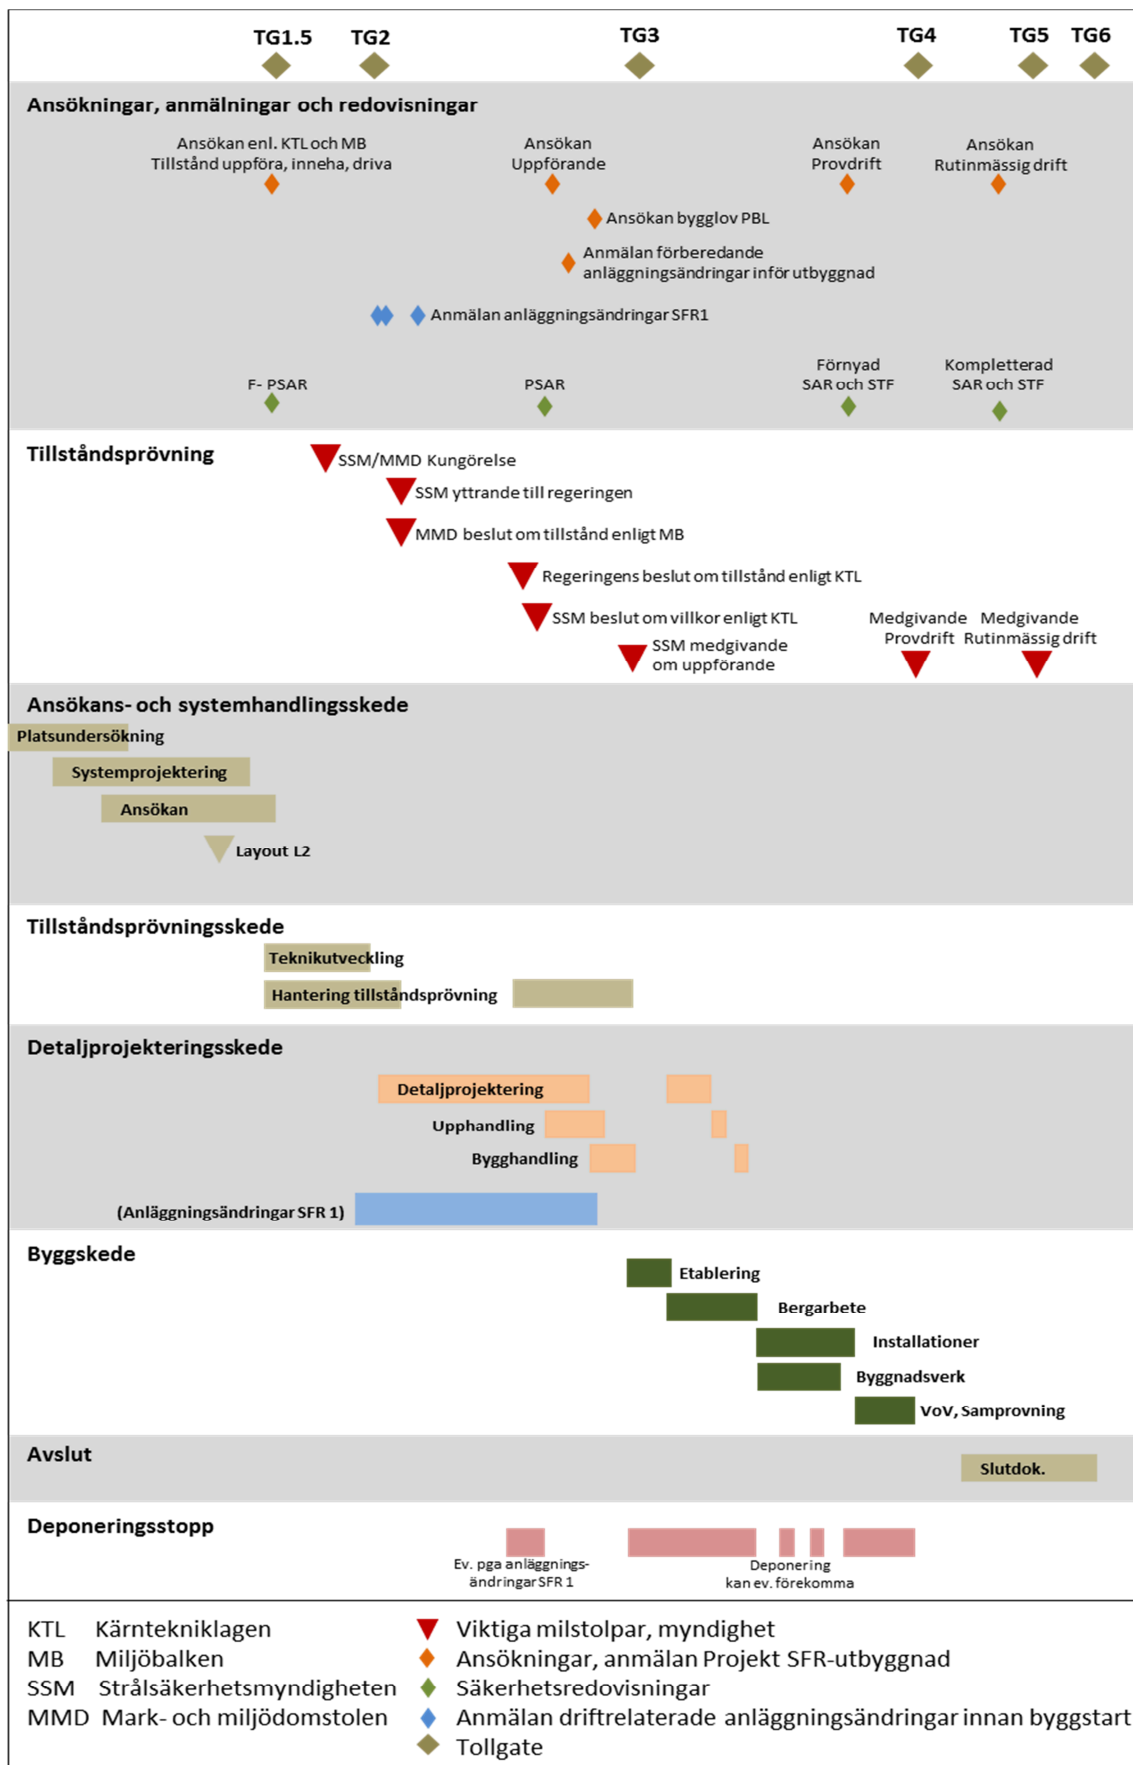 TG1.5 TG2 TG3 TG4 TG5 TG6
Ansökningar, anmälningar och redovisningar
Ansökan enl. KTL och MB
Tillstånd uppföra, inneha, driva
Ansökan
Uppförande
Ansökan
Provdrift
Ansökan
Rutinmässig drift
Ansökan bygglov PBL
Anmälan förberedande
anläggningsändringar inför utbyggnad
Anmälan anläggningsändringar SFR1
F- PSAR
PSAR
Förnyad
SAR och STF
Kompletterad
SAR och STF
Tillståndsprövning
SSM/MMD Kungörelse
SSM yttrande till regeringen
MMD beslut om tillstånd enligt MB
Regeringens beslut om tillstånd enligt KTL
SSM beslut om villkor enligt KTL
SSM medgivande
om uppförande
Medgivande
Provdrift
Medgivande
Rutinmässig drift
Ansökans- och systemhandlingsskede
Platsundersökning
Systemprojektering
Ansökan
Layout L2
Tillståndsprövningsskede
Teknikutveckling
Hantering tillståndsprövning
Detaljprojekteringsskede
Detaljprojektering
Upphandling
Bygghandling
(Anläggningsändringar SFR 1)
Byggskede
Etablering
Bergarbete
Installationer
Byggnadsverk
VoV, Samprovning
Avslut
Slutdok.
Deponeringsstopp
Ev. pga anläggnings-
ändringar SFR 1
Deponering
kan ev. förekomma
KTL Kärntekniklagen
MB Miljöbalken
SSM Strålsäkerhetsmyndigheten
MMD Mark- och miljödomstolen
Viktiga milstolpar, myndighet
Ansökningar, anmälan Projekt SFR-utbyggnad
Säkerhetsredovisningar
Anmälan driftrelaterade anläggningsändringar innan byggstart
Tollgate